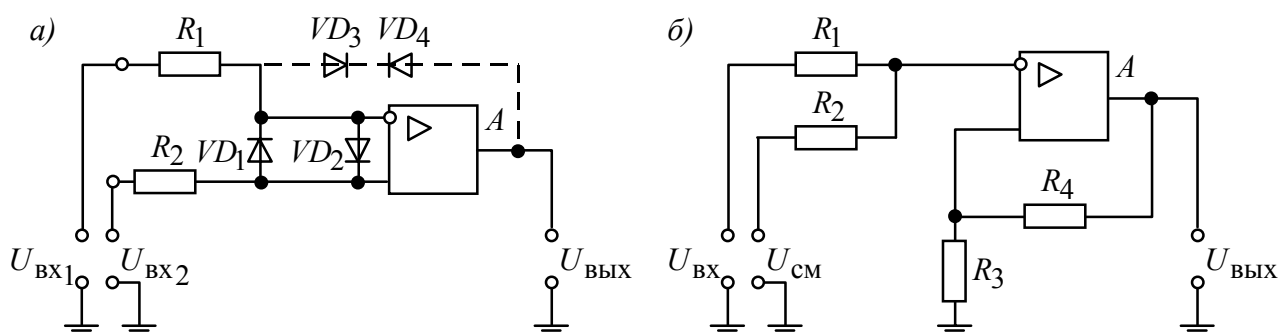 а)
R1
VD3
VD4
A
R2
VD1
VD2
Uвх1
Uвх2
Uвых
б)
R1
A
R2
R4
R3
Uвх
Uсм
Uвых